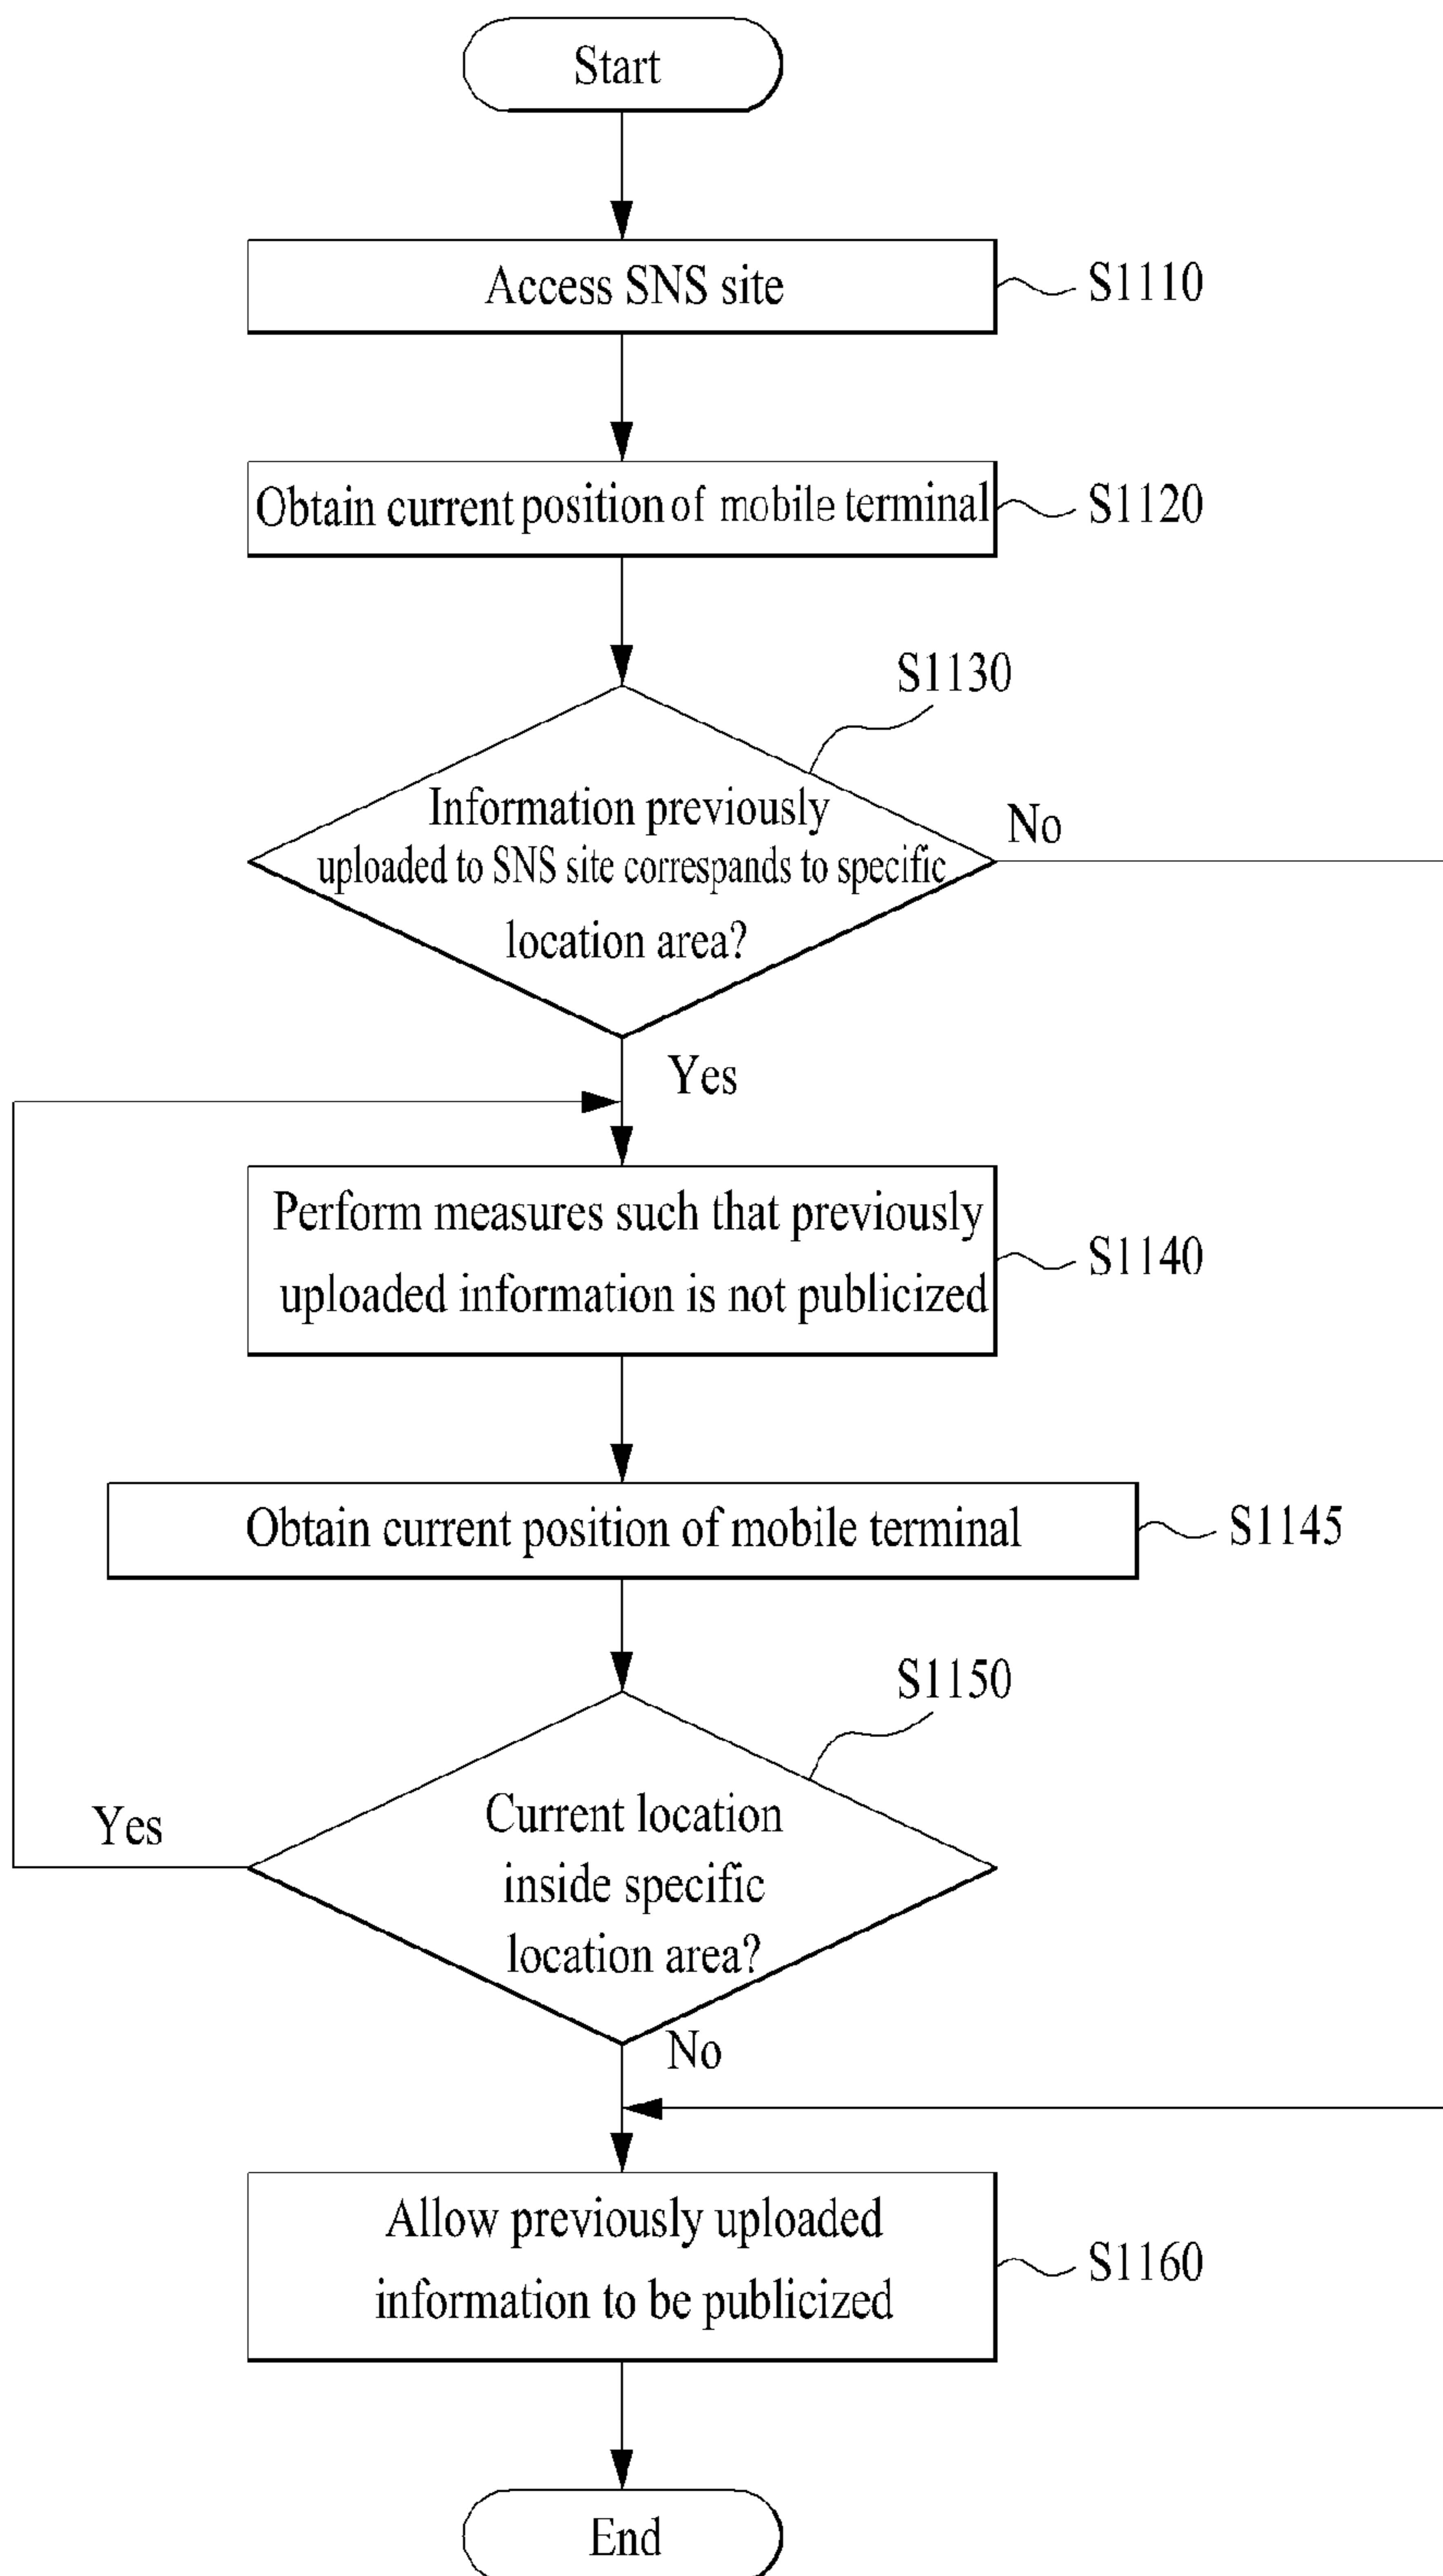 Start
Access SNS site
S1110
Obtain current position of mobile terminal
S1120
S1130
Information previously
uploaded to SNS site correspands to specific
location area?
No
Yes
Perform measures such that previously
uploaded information is not publicized
S1140
Obtain current position of mobile terminal
S1145
S1150
Current location
inside specific
location area?
Yes
No
Allow previously uploaded
information to be publicized
S1160
End